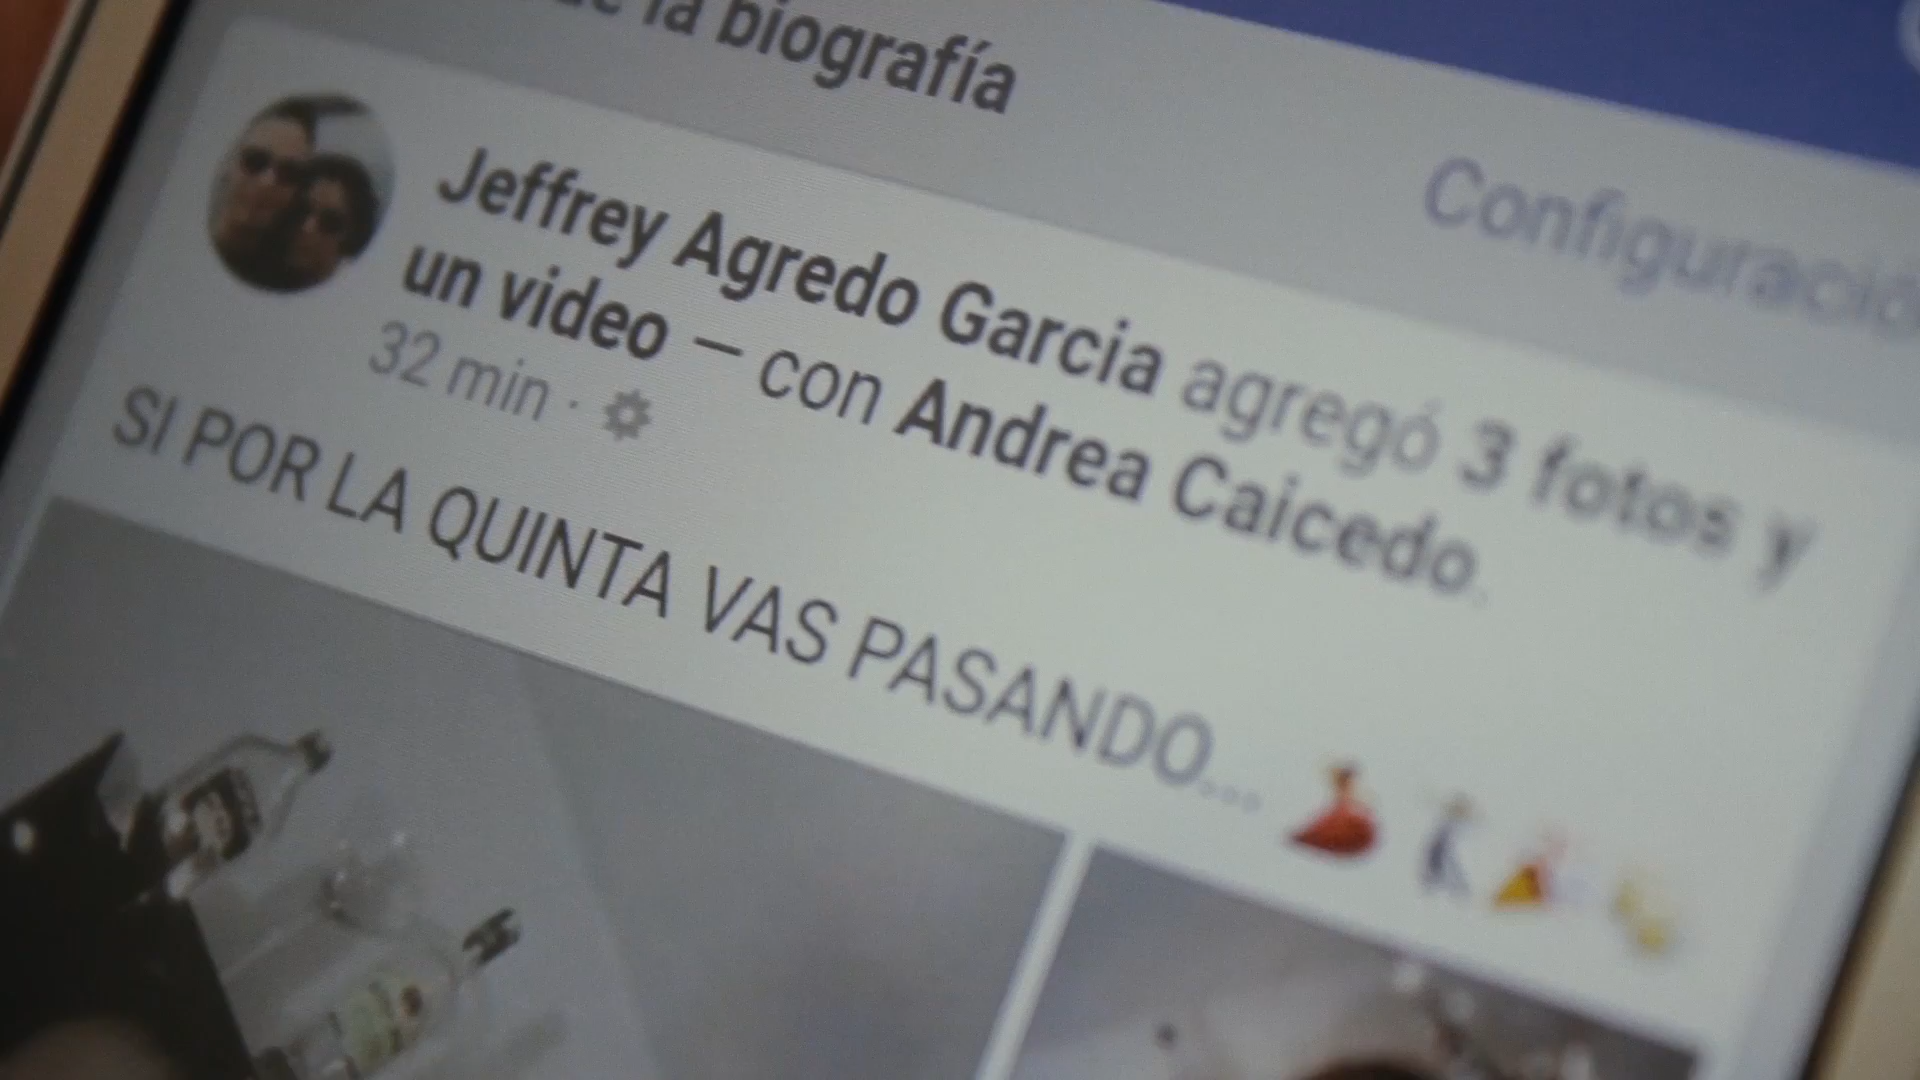 la biografía
Configuració
Jeffrey Agredo Garcia agregó 3 fotos y
un video — con Andrea Caicedo.
32 min ·
SI POR LA QUINTA VAS PASANDO...